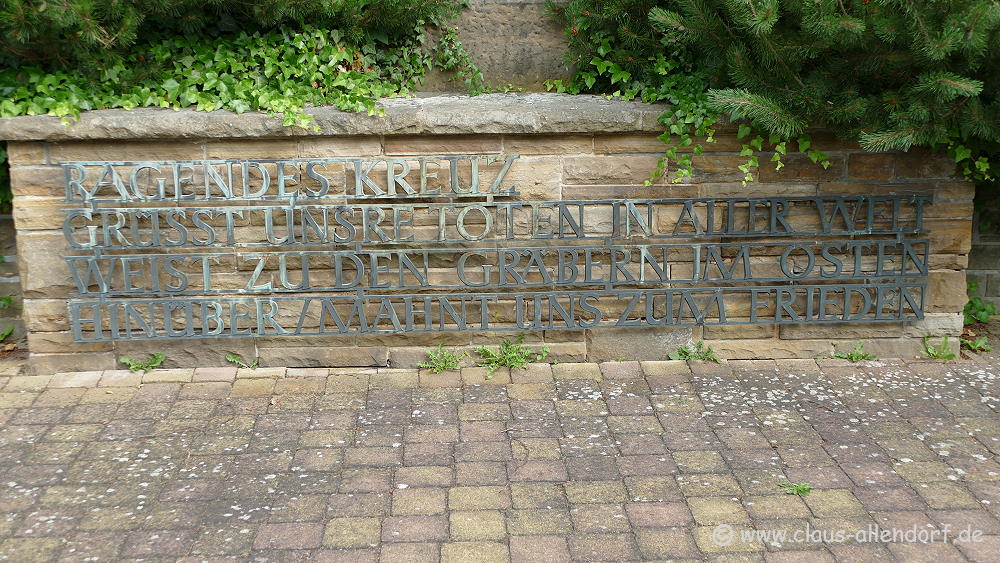 RAGENDES KREUZ
GRÜSST UNSRE TOTEN IN ALLER WELT
WEIST ZU DEN GRÄBERN IM OSTEN
HINÜBER / MAHNT UNS ZUM FRIEDEN
© www.claus-allendorf.de